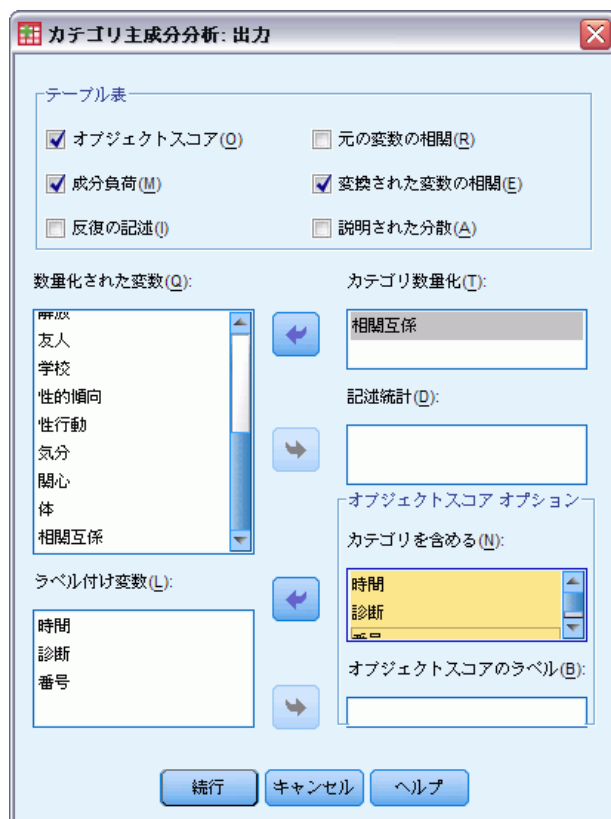 カテゴリ主成分分析: 出力
テーブル表
オブジェクトスコア(O)
元の変数の相関(R)
成分負荷(M)
変換された変数の相関(E)
反復の記述(I)
説明された分散(A)
数量化された変数(Q):
カテゴリ数量化(T):
友人
学校
性的傾向
性行動
気分
関心
体
相関互係
相関互係
記述統計(D):
オブジェクトスコア オプション
カテゴリを含める(N):
時間
診断
ラベル付け変数(L):
時間
診断
番号
オブジェクトスコアのラベル(B):
続行
キャンセル
ヘルプ